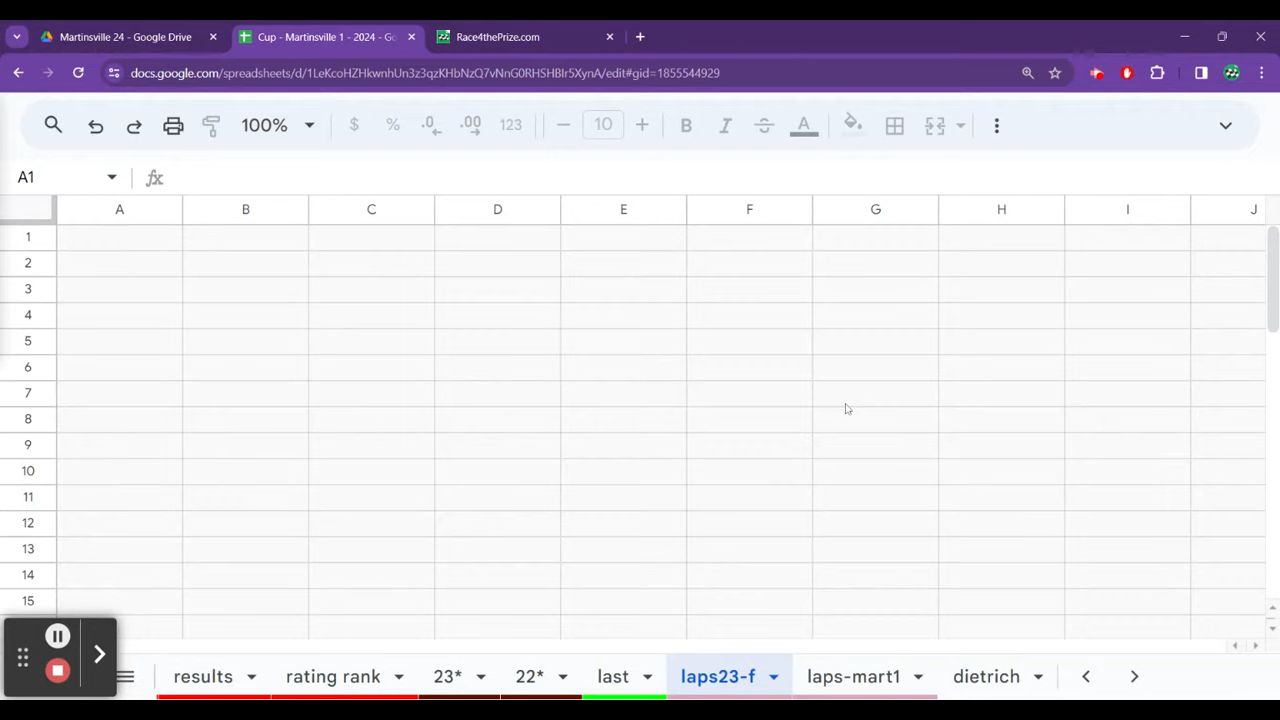 Martinsville 24 - Google Drive
Cup - Martinsville 1 - 2024 - Go
Race4thePrize.com
docs.google.com/spreadsheets/d/1LeKcoHZHkwnhUn3z3qzKHbNzQ7vNnG0RHSHBIr5XynA/edit#gid=1855544929
100% $ % .0 .00 123 10 B I S A
A1 fx
A B C D E F G H I J
1
2
3
4
5
6
7
8
9
10
11
12
13
14
15
results rating rank 23* 22* last laps23-f laps-mart1 dietrich